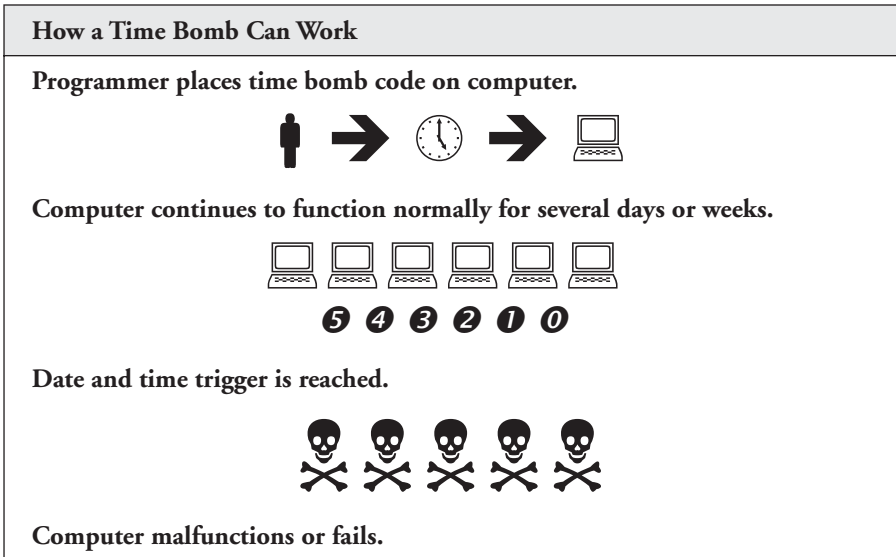 How a Time Bomb Can Work
Programmer places time bomb code on computer.
Computer continues to function normally for several days or weeks.
5 4 3 2 1 0
Date and time trigger is reached.
Computer malfunctions or fails.